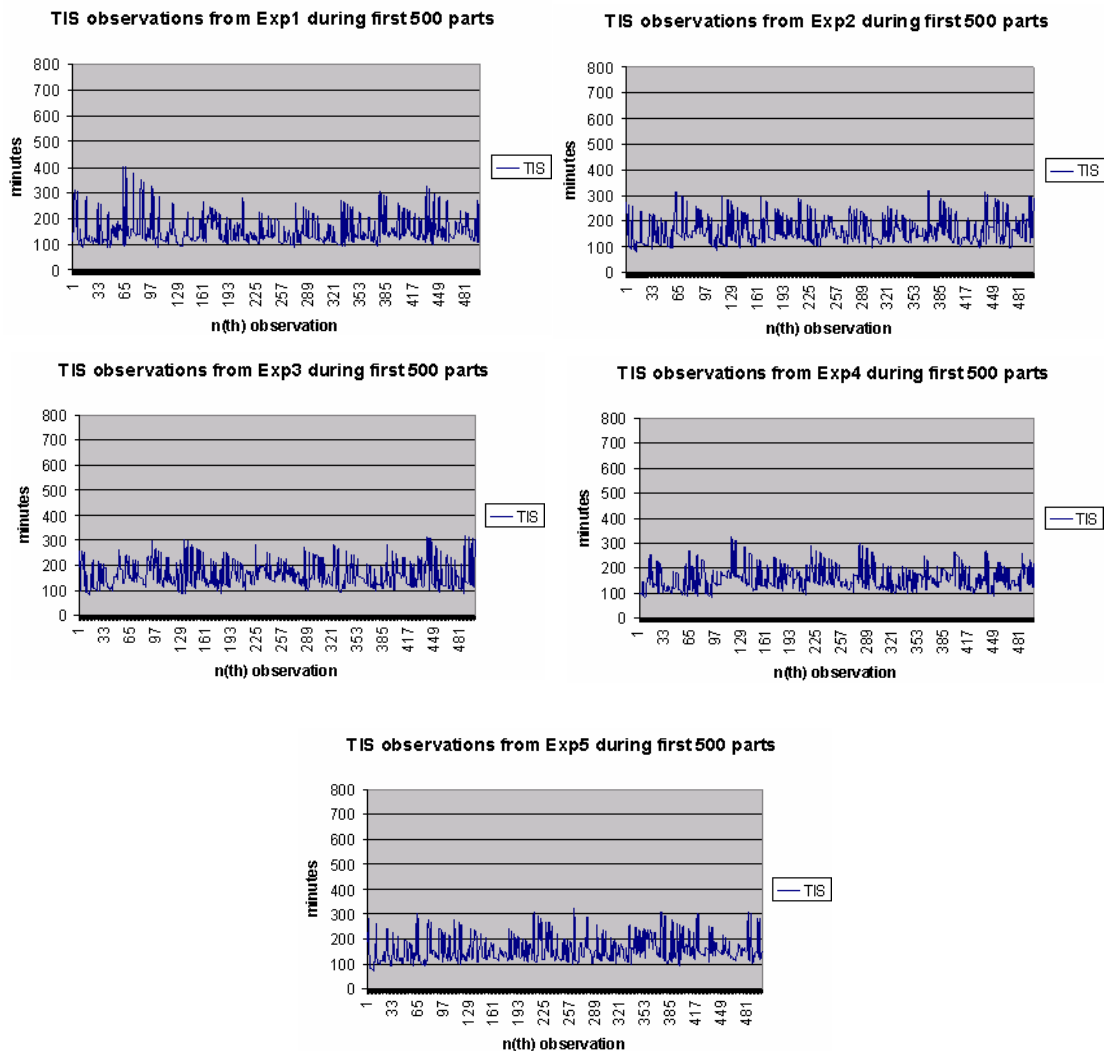 TIS observations from Exp1 during first 500 parts
800
700
600
500
400
300
200
100
0
minutes
1 33 65 97 129 161 193 225 257 289 321 353 385 417 449 481
n(th) observation
TIS
TIS observations from Exp2 during first 500 parts
800
700
600
500
400
300
200
100
0
minutes
1 33 65 97 129 161 193 225 257 289 321 353 385 417 449 481
n(th) observation
TIS
TIS observations from Exp3 during first 500 parts
800
700
600
500
400
300
200
100
0
minutes
1 33 65 97 129 161 193 225 257 289 321 353 385 417 449 481
n(th) observation
TIS
TIS observations from Exp4 during first 500 parts
800
700
600
500
400
300
200
100
0
minutes
1 33 65 97 129 161 193 225 257 289 321 353 385 417 449 481
n(th) observation
TIS
TIS observations from Exp5 during first 500 parts
800
700
600
500
400
300
200
100
0
minutes
1 33 65 97 129 161 193 225 257 289 321 353 385 417 449 481
n(th) observation
TIS